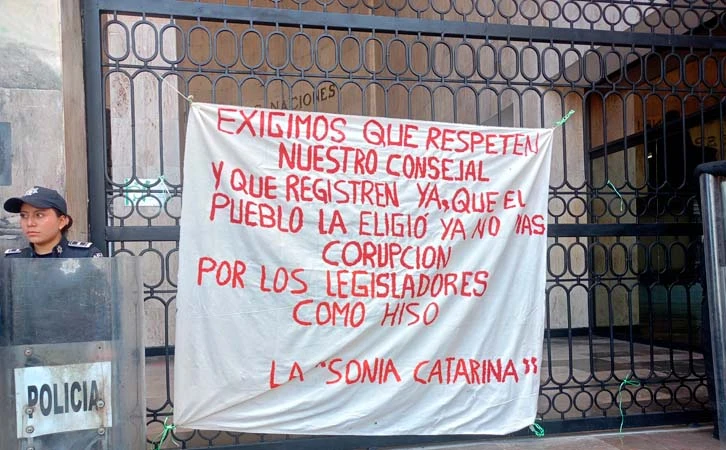 NACIONES
EXIGIMOS QUE RESPETEN
NUESTRO CONSEJAL
Y QUE REGISTREN YA, QUE EL
PUEBLO LA ELIGIÓ YA NO MAS
CORUPCION
POR LOS LEGISLADORES
COMO HISO
LA "SONIA CATARINA"
POLICIA